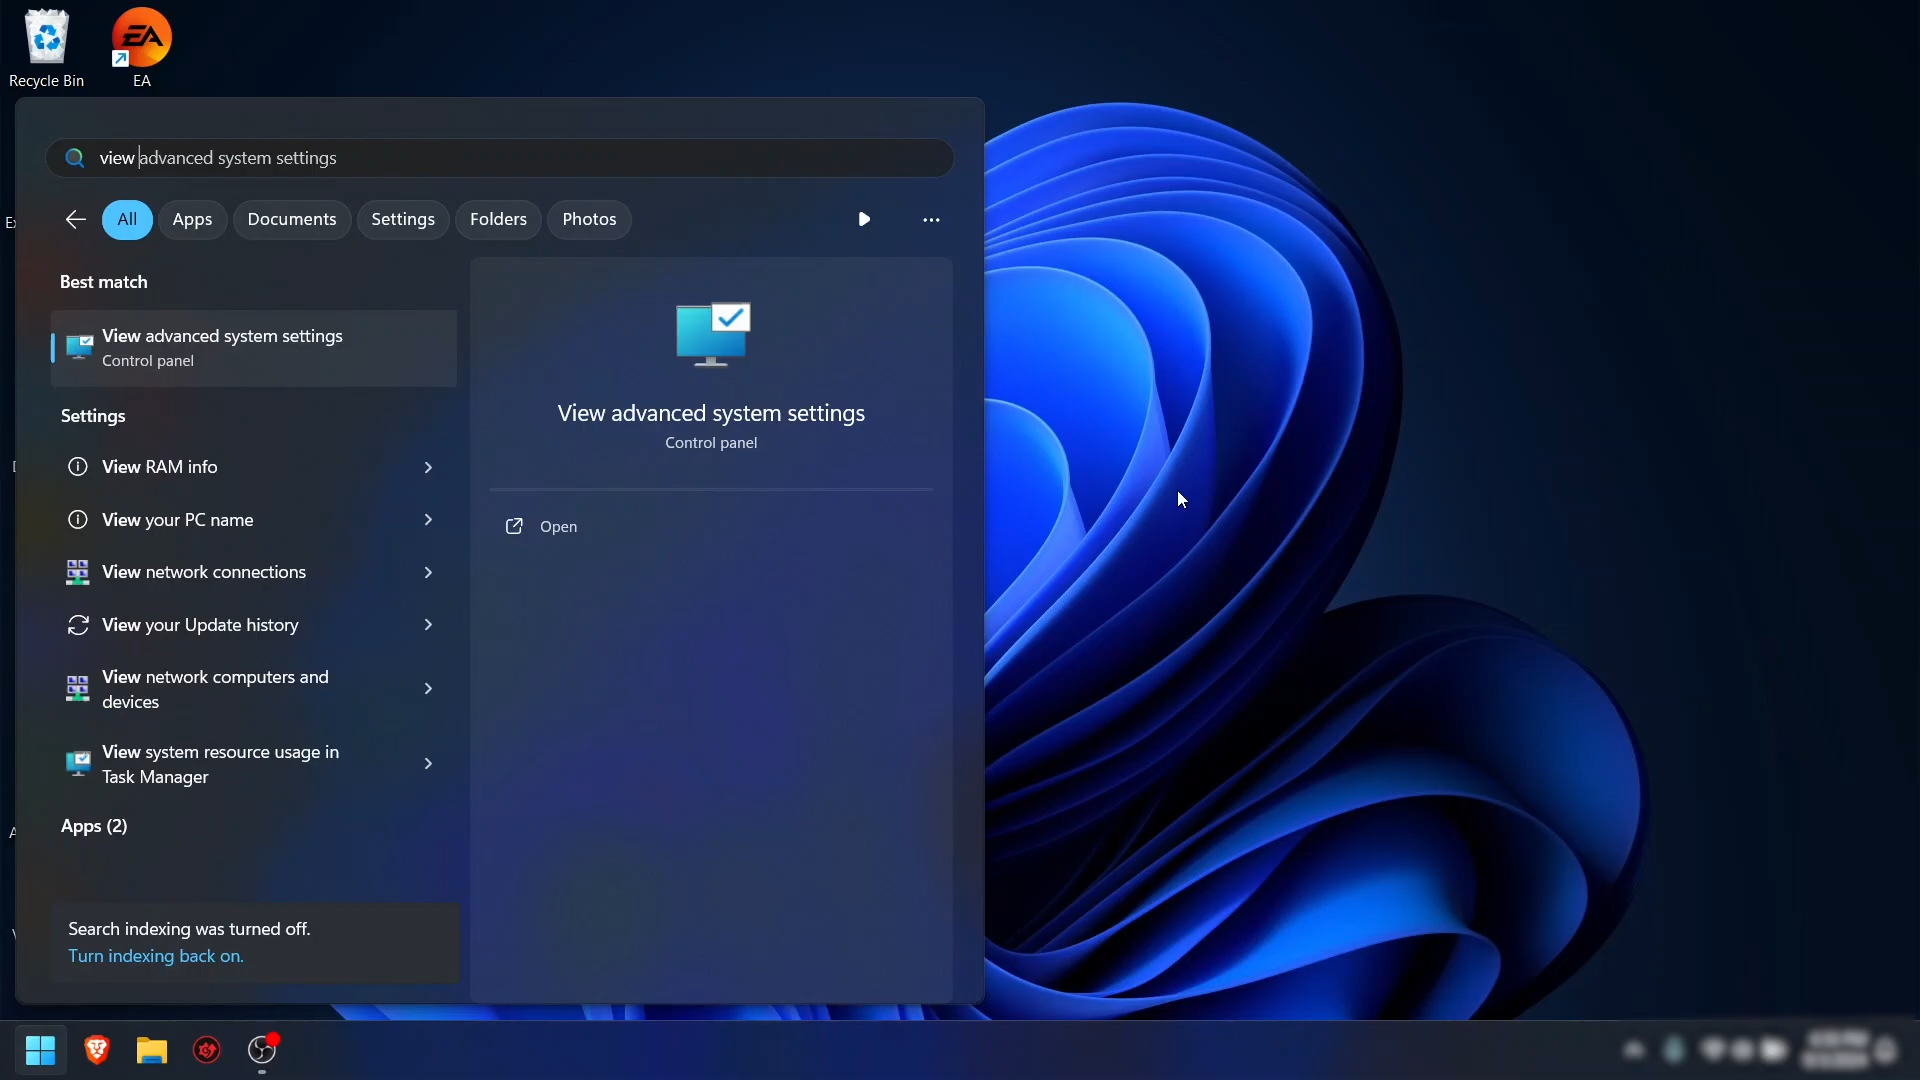 Recycle Bin
EA
EA
view advanced system settings
All
Apps
Documents
Settings
Folders
Photos
Best match
View advanced system settings
Control panel
Settings
View RAM info
View your PC name
View network connections
View your Update history
View network computers and
devices
View system resource usage in
Task Manager
Apps (2)
Search indexing was turned off.
Turn indexing back on.
View advanced system settings
Control panel
Open